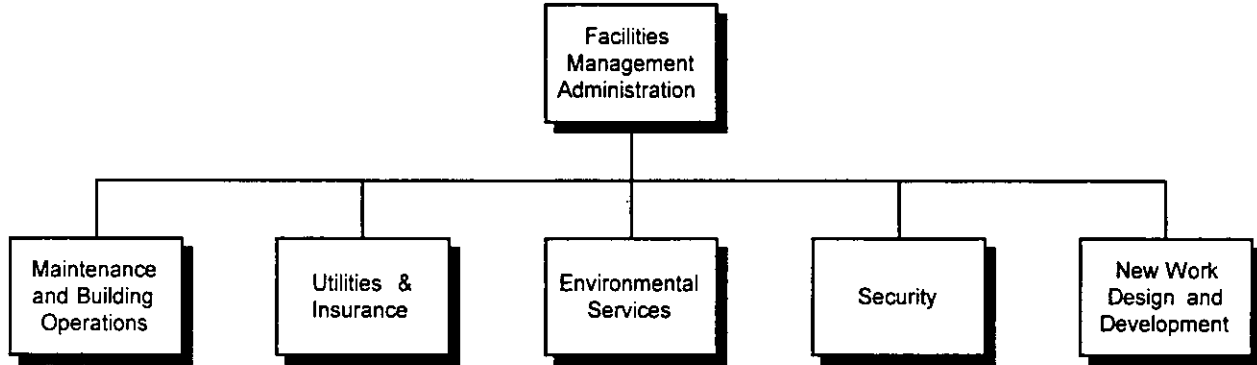 Facilities
Management
Administration
Maintenance
and Building
Operations
Utilities &
Insurance
Environmental
Services
Security
New Work
Design and
Development